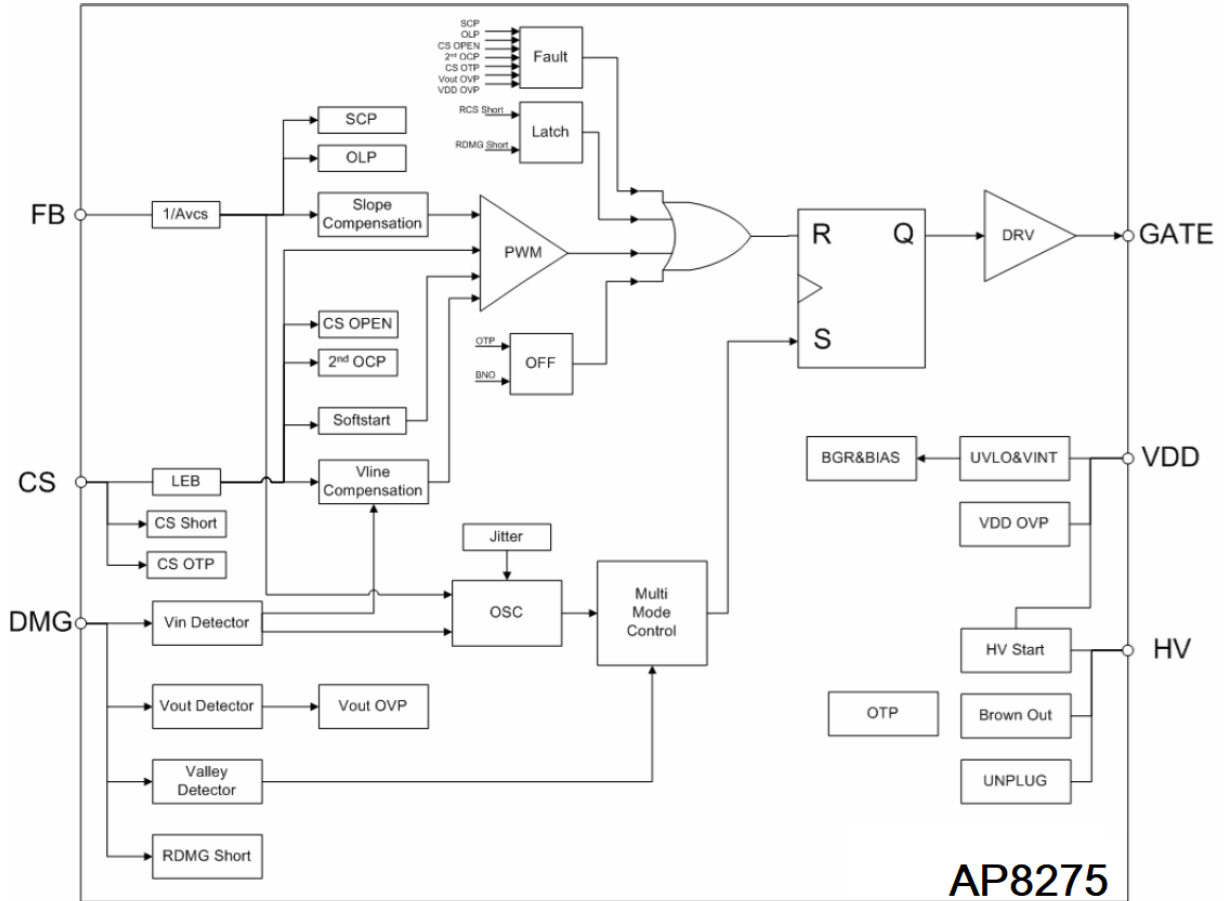 SCP
OLP
CS OPEN
2nd OCP
CS OTP
Vout OVP
VDD OVP
Fault
RCS Short
RDMG Short
Latch
SCP
OLP
FB
1/Avcs
Slope
Compensation
PWM
R
Q
S
DRV
GATE
CS OPEN
2nd OCP
Softstart
OTP
BNO
OFF
CS
LEB
Vline
Compensation
CS Short
CS OTP
BGR&BIAS
UVLO&VINT
VDD
VDD OVP
Jitter
DMG
Vin Detector
OSC
Multi
Mode
Control
HV Start
HV
Vout Detector
Vout OVP
OTP
Brown Out
Valley
Detector
UNPLUG
RDMG Short
AP8275